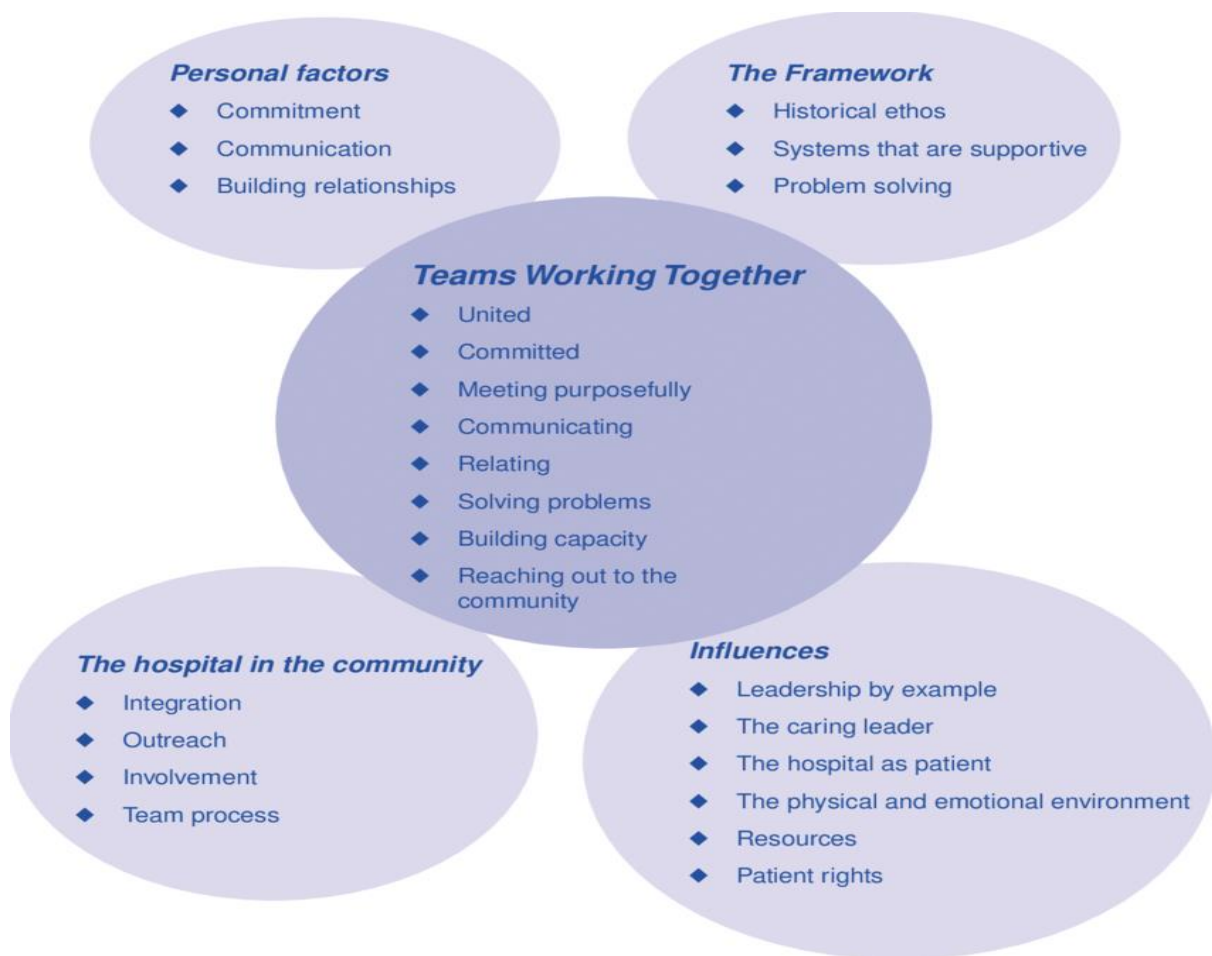 Personal factors
◆ Commitment
◆ Communication
◆ Building relationships
The Framework
◆ Historical ethos
◆ Systems that are supportive
◆ Problem solving
Teams Working Together
◆ United
◆ Committed
◆ Meeting purposefully
◆ Communicating
◆ Relating
◆ Solving problems
◆ Building capacity
◆ Reaching out to the
community
The hospital in the community
◆ Integration
◆ Outreach
◆ Involvement
◆ Team process
Influences
◆ Leadership by example
◆ The caring leader
◆ The hospital as patient
◆ The physical and emotional environment
◆ Resources
◆ Patient rights